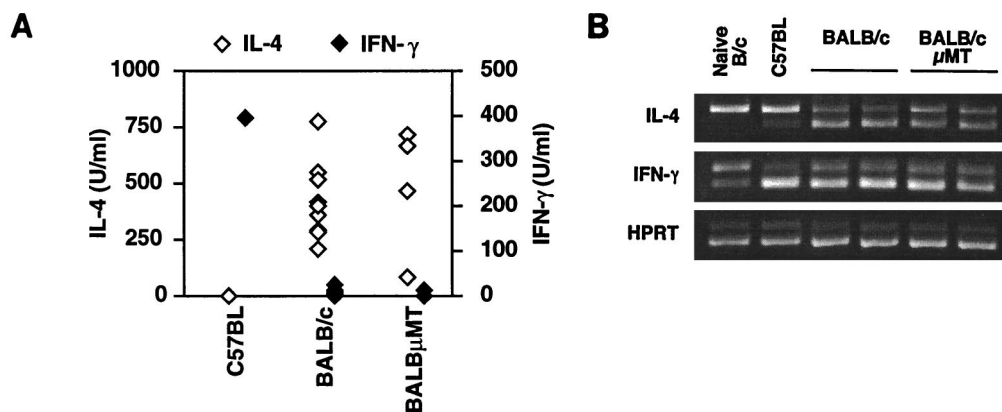 A
IL-4 IFN-γ
1000
750
500
250
0
IL-4 (U/ml)
500
400
300
200
100
0
IFN-γ (U/ml)
C57BL
BALB/c
BALBµMT
B
Naive
B/c
C57BL
BALB/c
BALB/c
µMT
IL-4
IFN-γ
HPRT